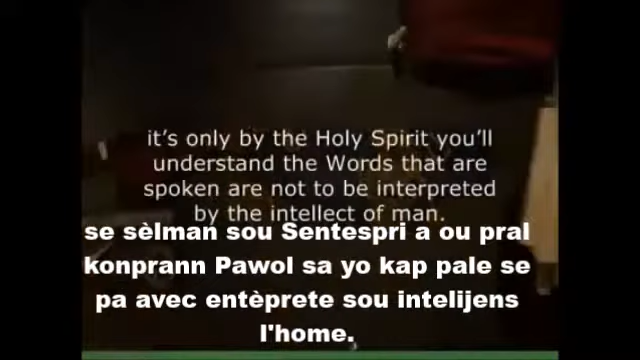 it's only by the Holy Spirit you'll
understand the Words that are
spoken are not to be interpreted
by the intellect of man.
se sèlman sou Sentespri a ou pral
konprann Pawol sa yo kap pale se
pa avec entèprete sou intelijens
l'home.